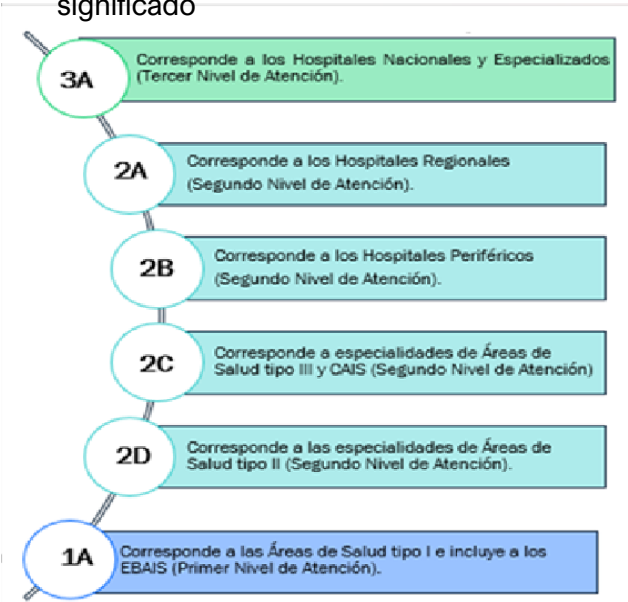 significado
3A
Corresponde a los Hospitales Nacionales y Especializados
(Tercer Nivel de Atención).
2A
Corresponde a los Hospitales Regionales
(Segundo Nivel de Atención).
2B
Corresponde a los Hospitales Periféricos
(Segundo Nivel de Atención).
2C
Corresponde a especialidades de Áreas de
Salud tipo III y CAIS (Segundo Nivel de Atención)
2D
Corresponde a las especialidades de Áreas de
Salud tipo II (Segundo Nivel de Atención).
1A
Corresponde a las Áreas de Salud tipo I e incluye a los
EBAIS (Primer Nivel de Atención).